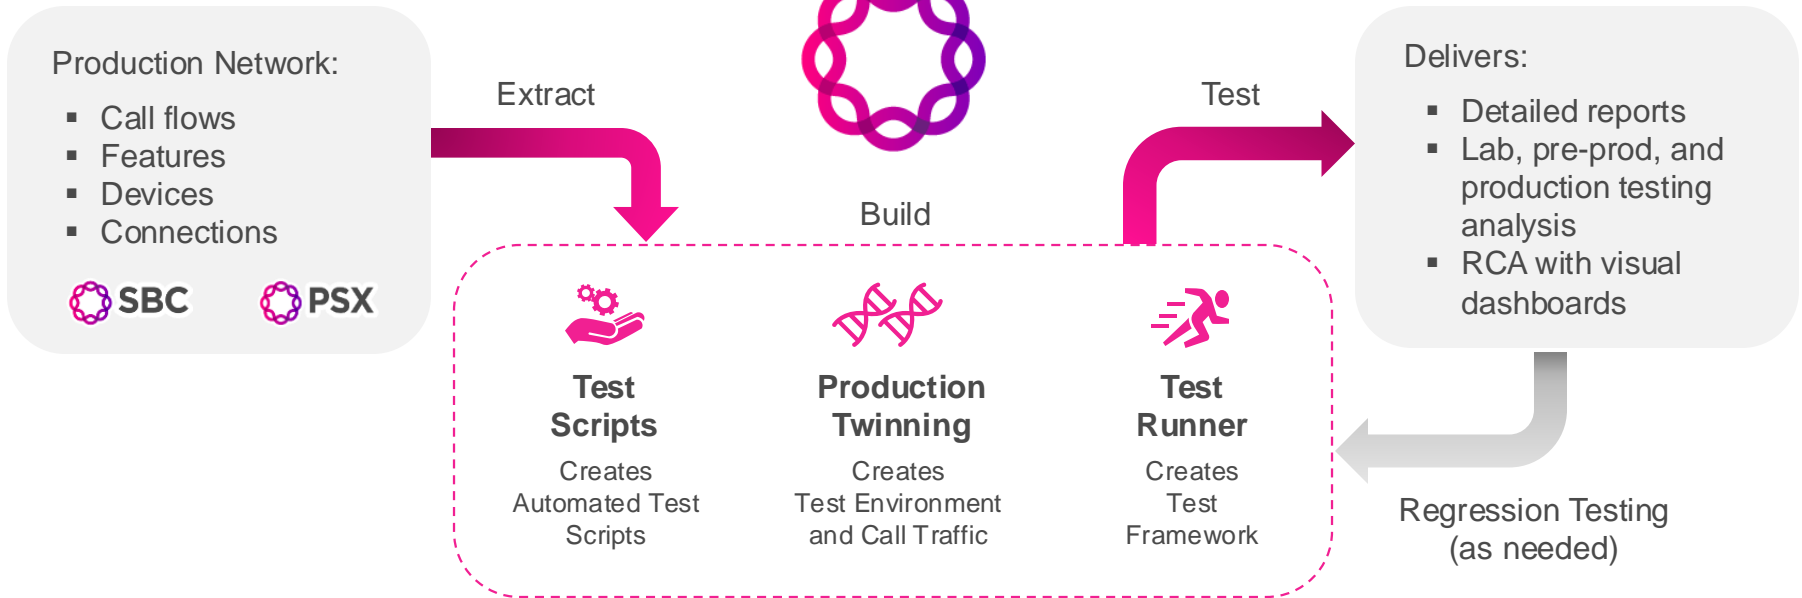 Production Network:
▪ Call flows
▪ Features
▪ Devices
▪ Connections
SBC
PSX
Extract
Build
Test
Test
Scripts
Creates
Automated Test
Scripts
Production
Twinning
Creates
Test Environment
and Call Traffic
Test
Runner
Creates
Test
Framework
Delivers:
▪ Detailed reports
▪ Lab, pre-prod, and
production testing
analysis
▪ RCA with visual
dashboards
Regression Testing
(as needed)